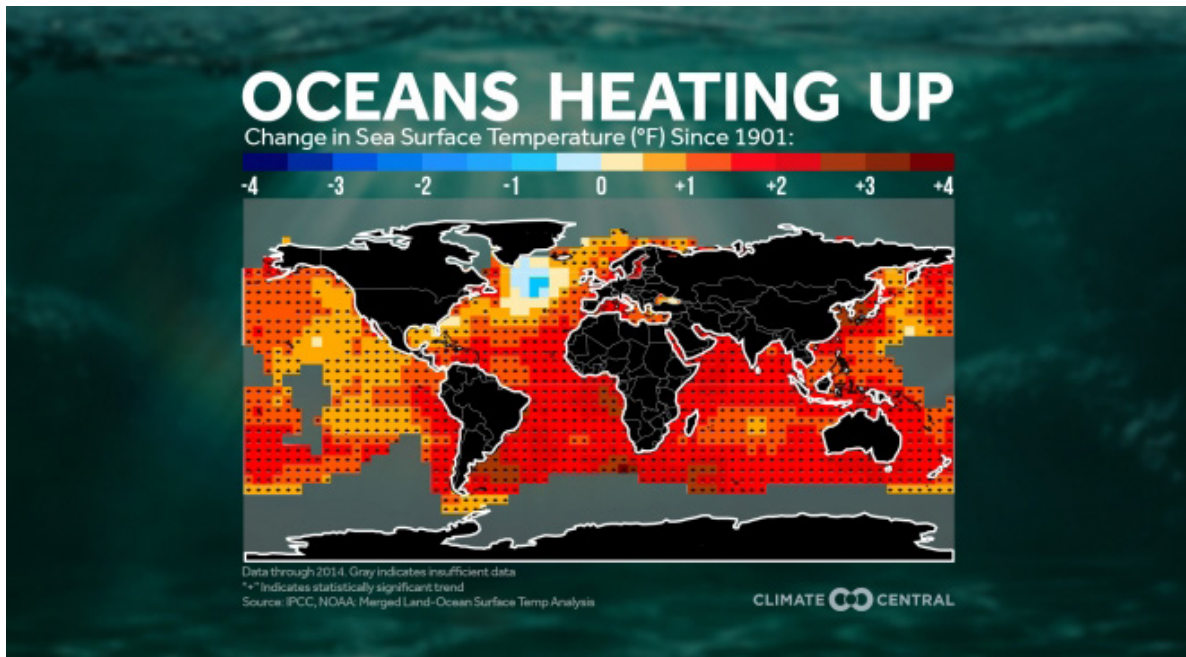 OCEANS HEATING UP
Change in Sea Surface Temperature (°F) Since 1901:
-4 -3 -2 -1 0 +1 +2 +3 +4
Data through 2014. Gray indicates insufficient data
"+" Indicates statistically significant trend
Source: IPCC, NOAA: Merged Land-Ocean Surface Temp Analysis
CLIMATE CENTRAL